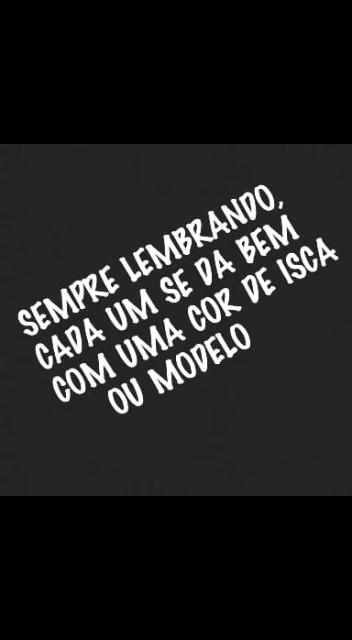 SEMPRE LEMBRANDO,
CADA UM SE DA BEM
COM UMA COR DE ISCA
OU MODELO